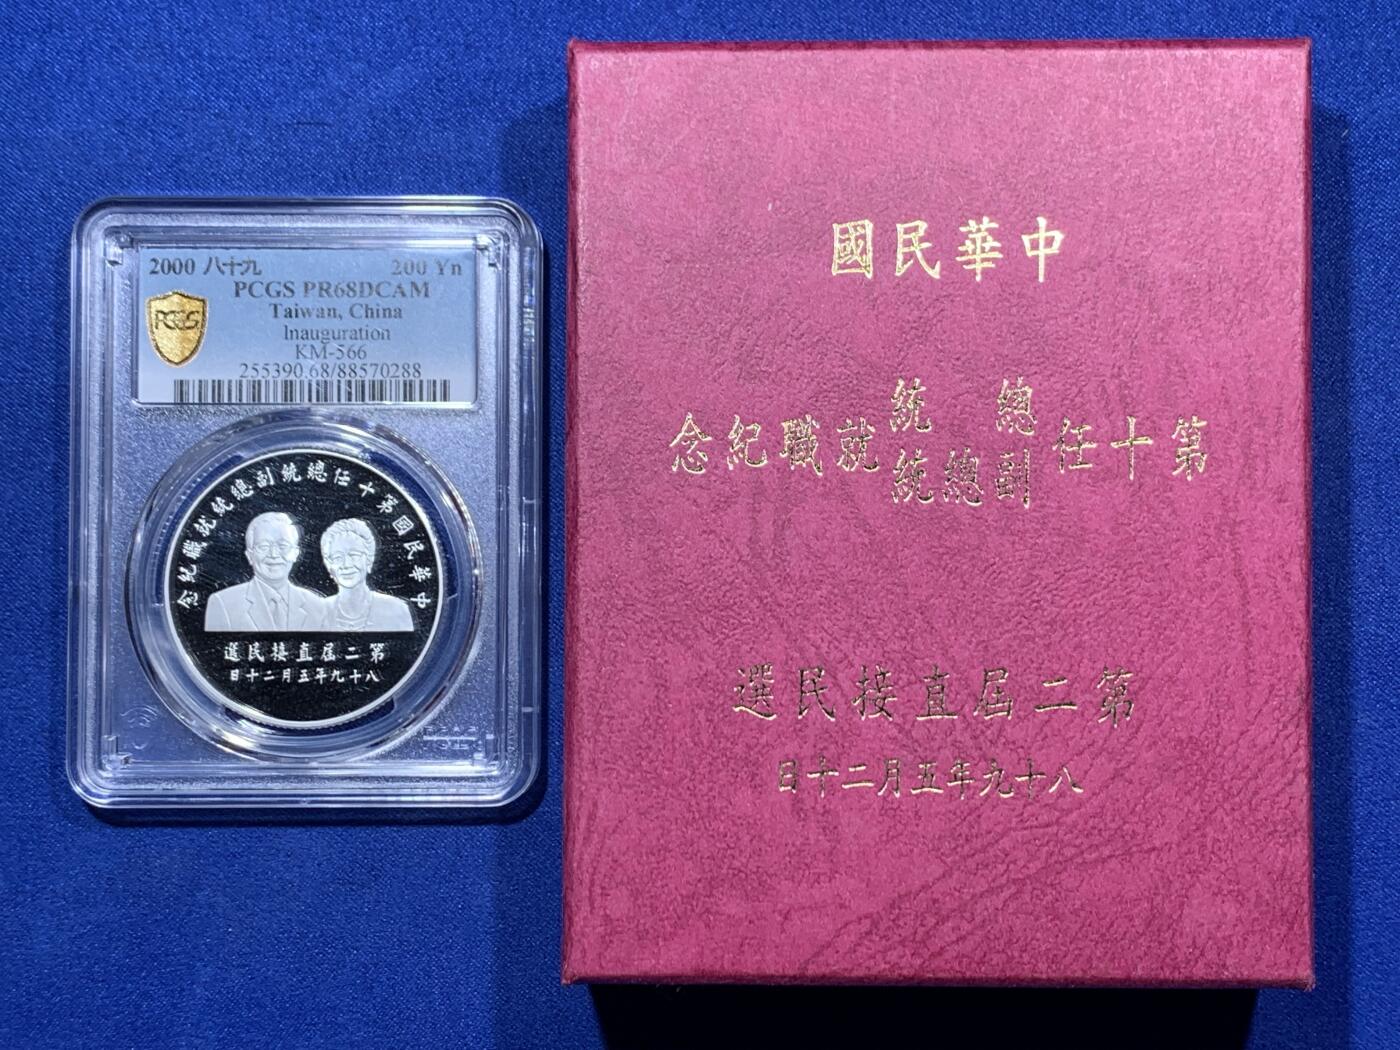 2000 八十九 200 Yn
PCGS PR68DCAM
Taiwan, China
Inauguration
KM-566
255390.68/88570288
PCGS
中華民國第十任總統副總統就職紀念
第二屆直接民選
八十九年五月二十日
中華民國
第十任總統副總統就職紀念
第二屆直接民選
八十九年五月二十日